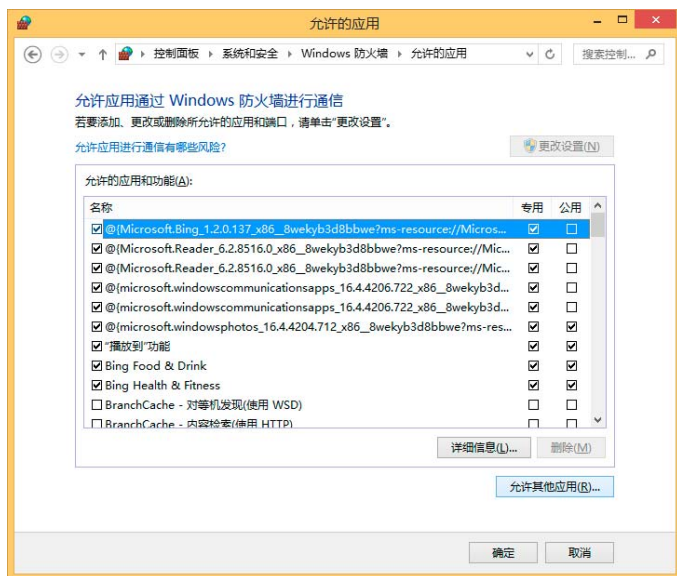 允许的应用
控制面板 系统和安全 Windows 防火墙 允许的应用 搜索控制...
允许应用通过 Windows 防火墙进行通信
若要添加、更改或删除所允许的应用和端口，请单击“更改设置”。
允许应用进行通信有哪些风险? 更改设置(N)
允许的应用和功能(A):
名称 专用 公用
@{Microsoft.Bing_1.2.0.137_x86__8wekyb3d8bbwe?ms-resource://Micros...
@{Microsoft.Reader_6.2.8516.0_x86__8wekyb3d8bbwe?ms-resource://Mic...
@{Microsoft.Reader_6.2.8516.0_x86__8wekyb3d8bbwe?ms-resource://Mic...
@{microsoft.windowscommunicationsapps_16.4.4206.722_x86__8wekyb3d...
@{microsoft.windowscommunicationsapps_16.4.4206.722_x86__8wekyb3d...
@{microsoft.windowsphotos_16.4.4204.712_x86__8wekyb3d8bbwe?ms-res...
“播放到”功能
Bing Food & Drink
Bing Health & Fitness
BranchCache - 对等机发现(使用 WSD)
BranchCache - 内容检索(使用 HTTP)
详细信息(L)... 删除(M)
允许其他应用(R)...
确定 取消